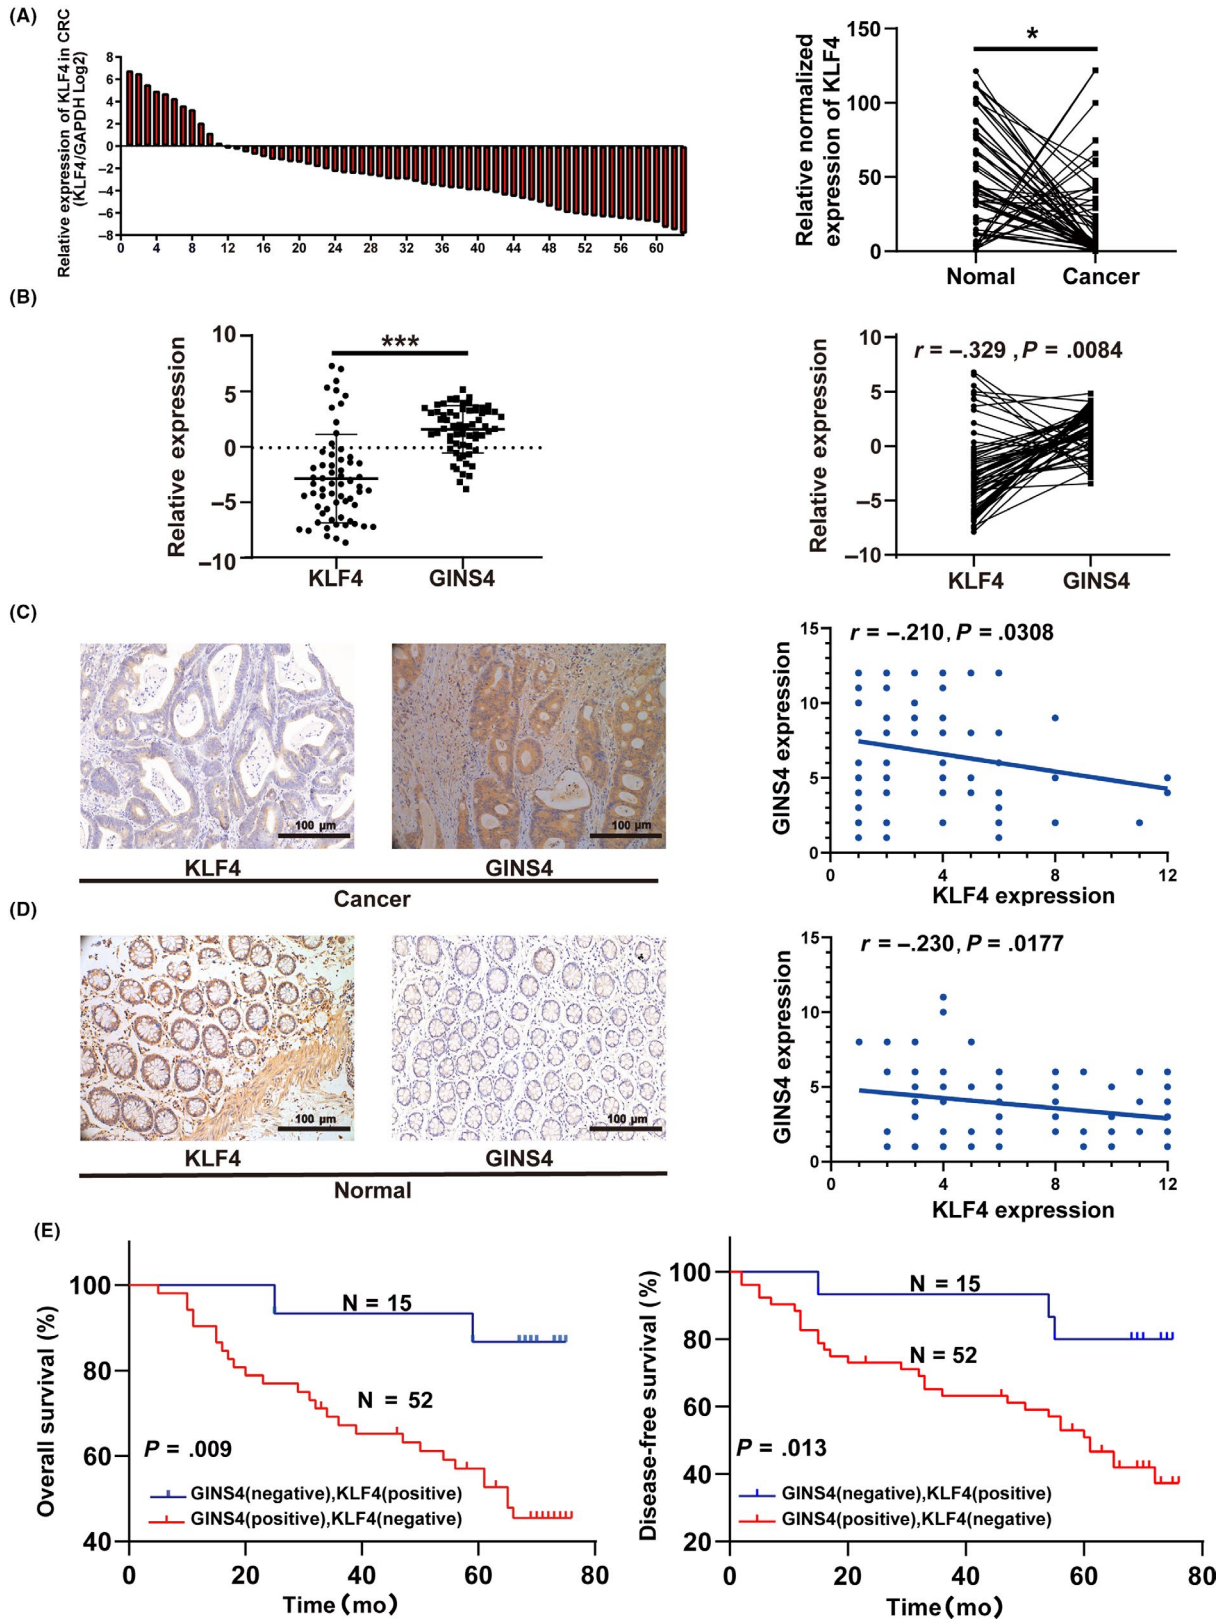 (A)
Relative expression of KLF4 in CRC
(KLF4/GAPDH Log2)
8
6
4
2
0
–2
–4
–6
–8
0 4 8 12 16 20 24 28 32 36 40 44 48 52 56 60
Relative normalized
expression of KLF4
150
100
50
0
*
Nomal Cancer
(B)
Relative expression
10
5
0
–5
–10
***
KLF4 GINS4
Relative expression
10
5
0
–5
–10
r = –.329 , P = .0084
KLF4 GINS4
(C)
100 μm
100 μm
KLF4 GINS4
Cancer
GINS4 expression
15
10
5
0
r = –.210, P = .0308
0 4 8 12
KLF4 expression
(D)
100 μm
100 μm
KLF4 GINS4
Normal
GINS4 expression
15
10
5
0
r = –.230, P = .0177
0 4 8 12
KLF4 expression
(E)
Overall survival (%)
100
80
60
40
N = 15
N = 52
P = .009
GINS4(negative),KLF4(positive)
GINS4(positive),KLF4(negative)
0 20 40 60 80
Time (mo)
Disease-free survival (%)
100
80
60
40
20
N = 15
N = 52
P = .013
GINS4(negative),KLF4(positive)
GINS4(positive),KLF4(negative)
0 20 40 60 80
Time (mo)